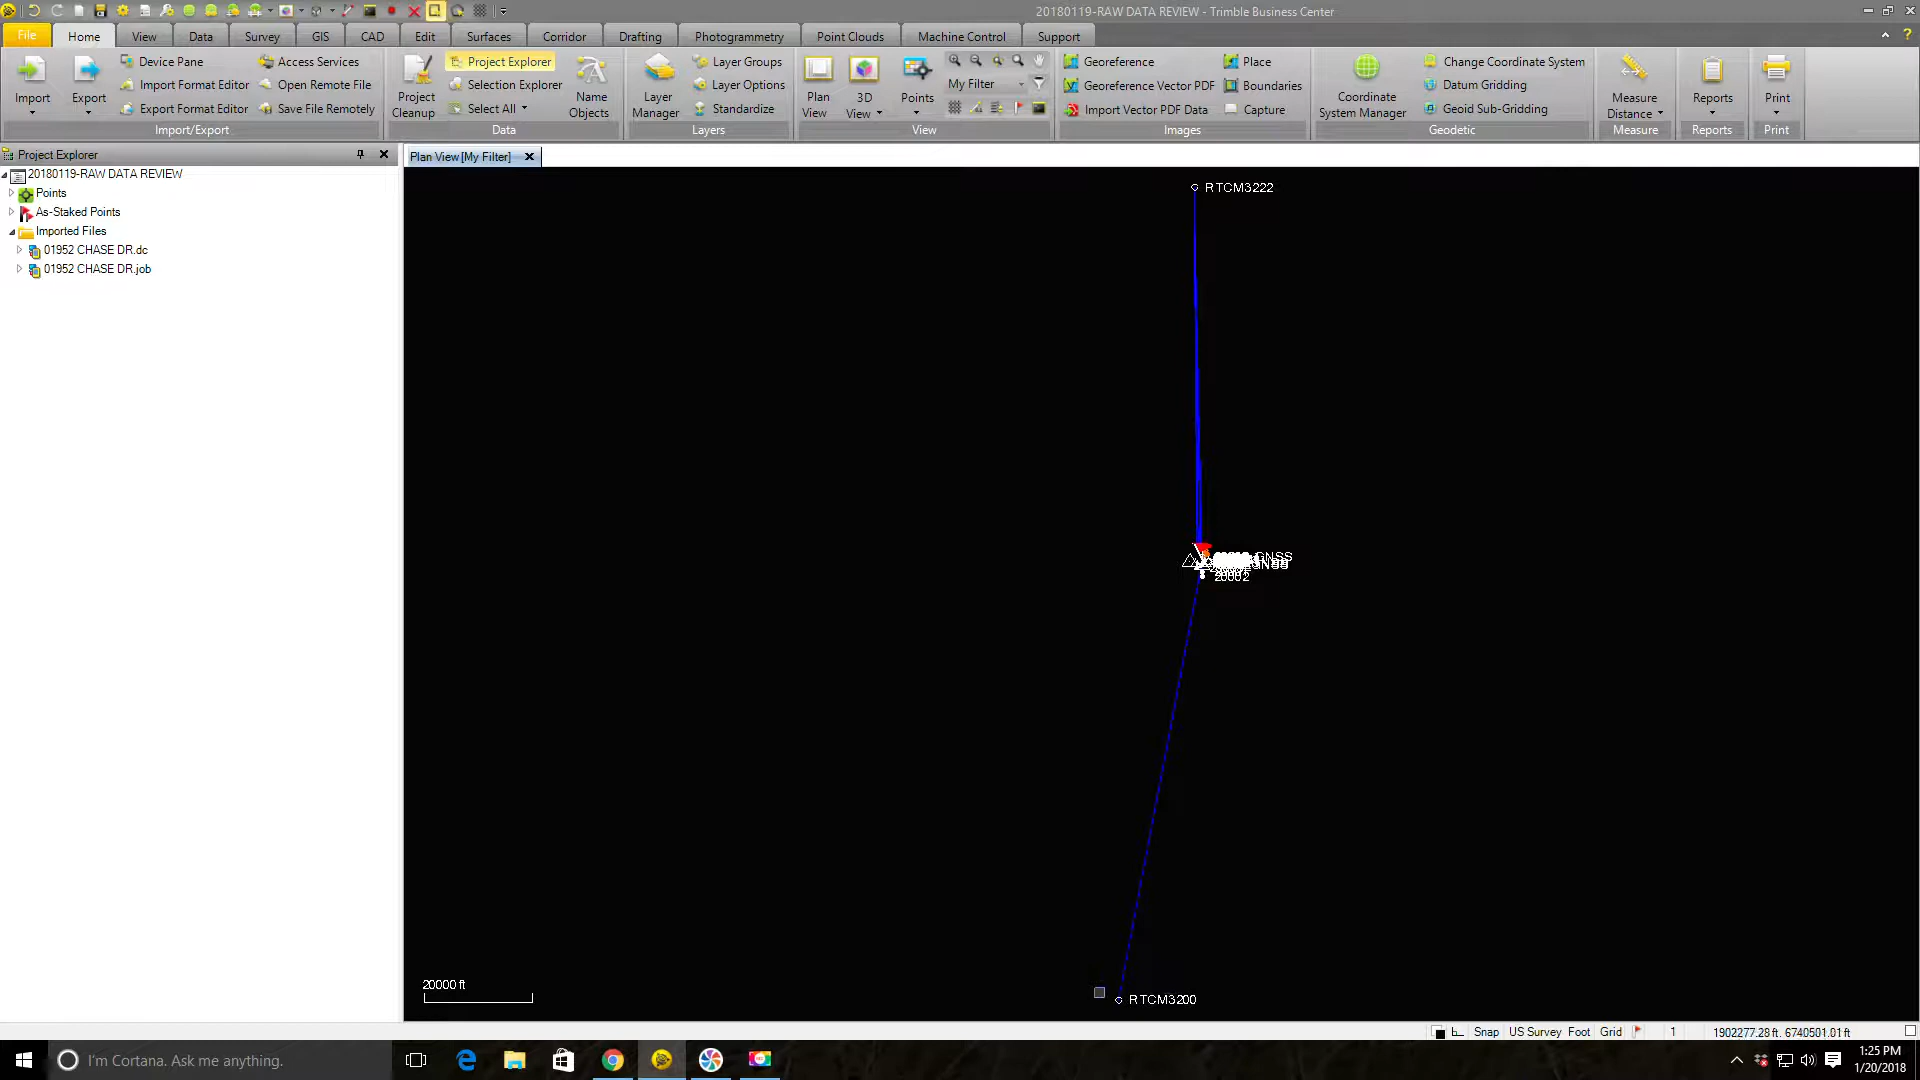 20180119-RAW DATA REVIEW - Trimble Business Center
File Home View Data Survey GIS CAD Edit Surfaces Corridor Drafting Photogrammetry Point Clouds Machine Control Support
Import
Export
Device Pane
Import Format Editor
Export Format Editor
Access Services
Open Remote File
Save File Remotely
Import/Export
Project Cleanup
Project Explorer
Selection Explorer
Select All
Name Objects
Data
Layer Manager
Layer Groups
Layer Options
Standardize
Layers
Plan View
3D View
Points
My Filter
View
Georeference
Georeference Vector PDF
Import Vector PDF Data
Place
Boundaries
Capture
Images
Coordinate System Manager
Change Coordinate System
Datum Gridding
Geoid Sub-Gridding
Geodetic
Measure Distance
Measure
Reports
Reports
Print
Print
Project Explorer
20180119-RAW DATA REVIEW
Points
As-Staked Points
Imported Files
01952 CHASE DR.dc
01952 CHASE DR.job
Plan View [My Filter]
RTCM3222
GNSS
20002
RTCM3200
20000 ft
Snap US Survey Foot Grid 1 1902277.28 ft, 6740501.01 ft
I'm Cortana. Ask me anything.
1:25 PM
1/20/2018